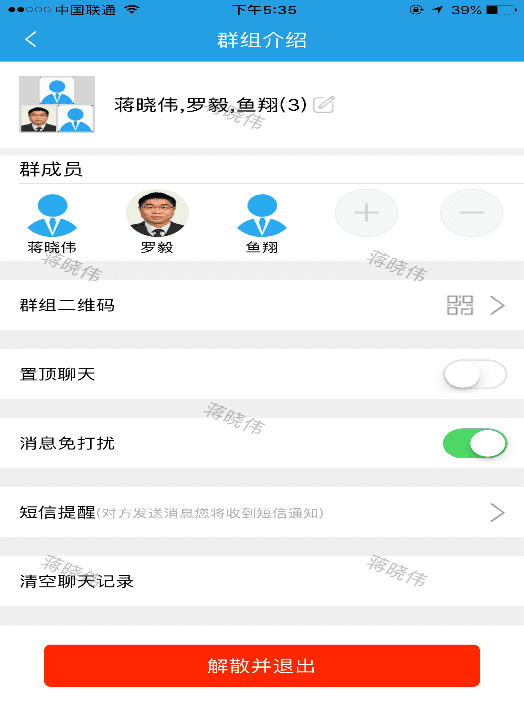 中国联通 下午5:35 39%
群组介绍
蒋晓伟,罗毅,鱼翔(3)
蒋晓伟
群成员
蒋晓伟 罗毅 鱼翔
蒋晓伟 蒋晓伟
群组二维码
置顶聊天
蒋晓伟
消息免打扰
短信提醒(对方发送消息您将收到短信通知)
蒋晓伟 蒋晓伟
清空聊天记录
解散并退出